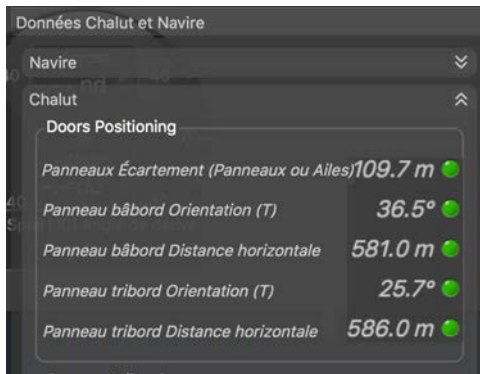 Données Chalut et Navire
Navire
Chalut
Doors Positioning
Panneaux Écartement (Panneaux ou Ailes) 109.7 m
Panneau bâbord Orientation (T) 36.5°
Panneau bâbord Distance horizontale 581.0 m
Panneau tribord Orientation (T) 25.7°
Panneau tribord Distance horizontale 586.0 m